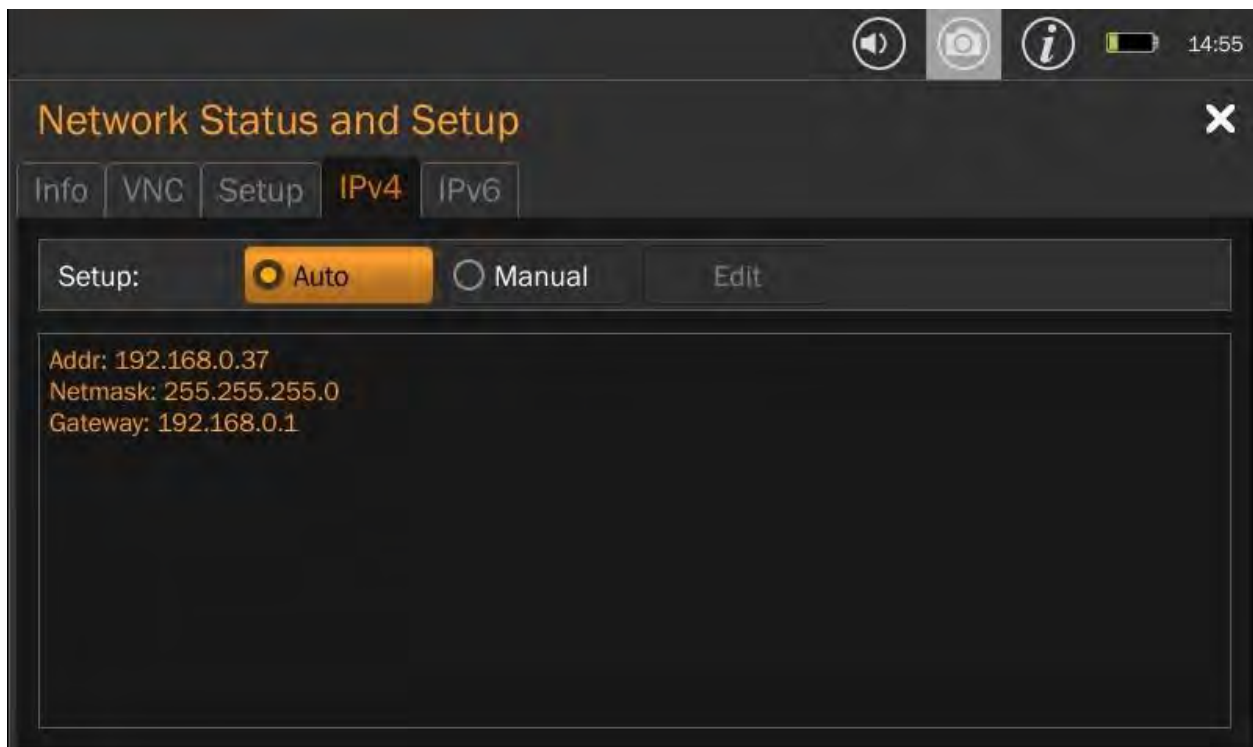 14:55
Network Status and Setup
Info VNC Setup IPv4 IPv6
Setup: Auto Manual Edit
Addr: 192.168.0.37
Netmask: 255.255.255.0
Gateway: 192.168.0.1